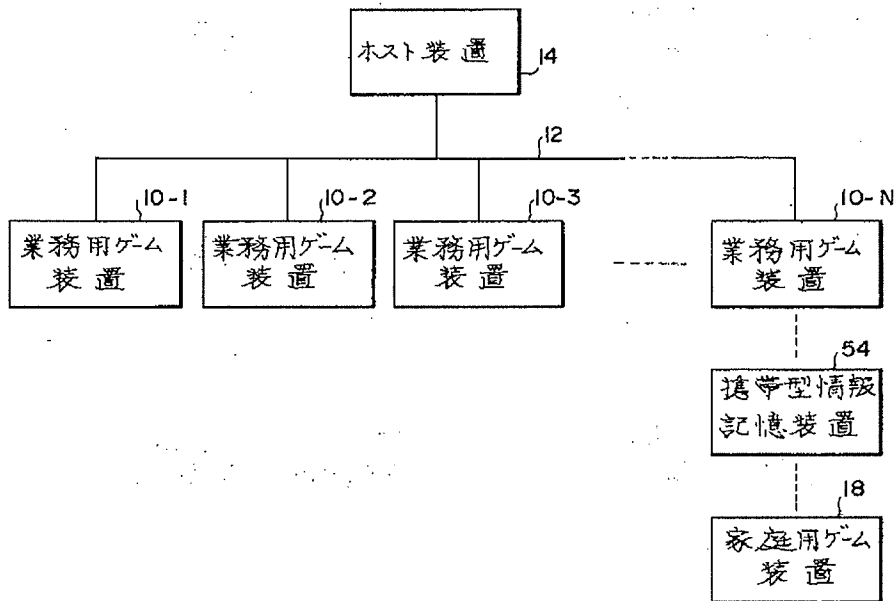 ホスト装置
14
12
10-1
10-2
10-3
10-N
業務用ゲーム
装置
業務用ゲーム
装置
業務用ゲーム
装置
業務用ゲーム
装置
54
携帯型情報
記憶装置
18
家庭用ゲーム
装置